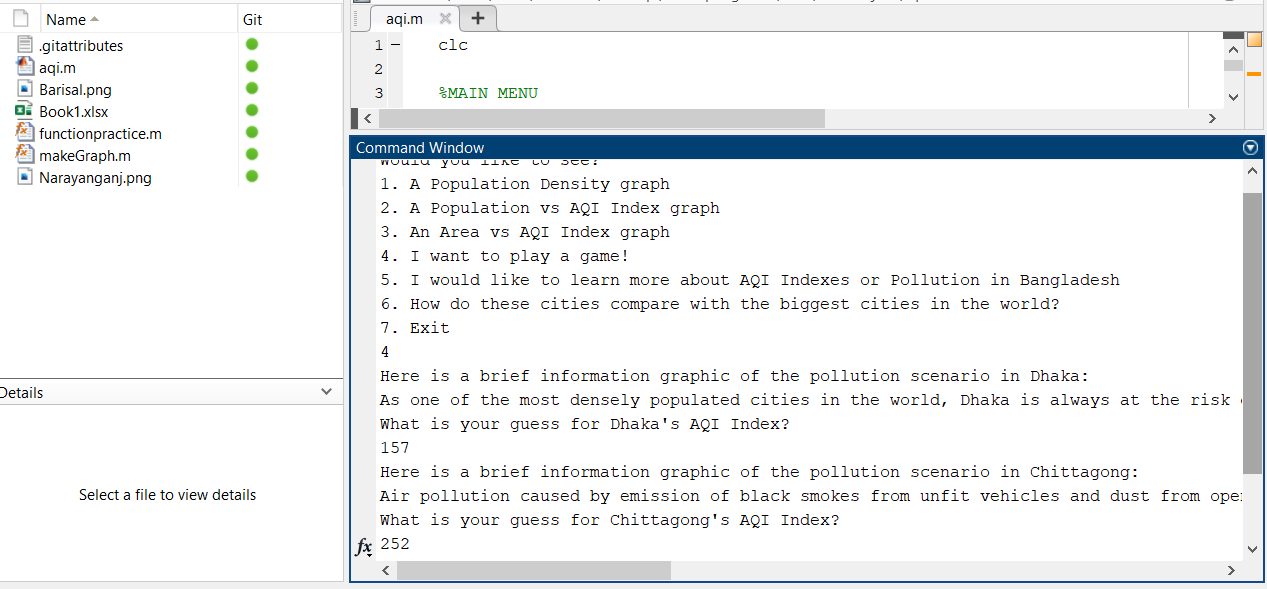 Name Git
.gitattributes
aqi.m
Barisal.png
Book1.xlsx
functionpractice.m
makeGraph.m
Narayanganj.png
Details
Select a file to view details
aqi.m
1 clc
2
3 %MAIN MENU
Command Window
Would you like to see:
1. A Population Density graph
2. A Population vs AQI Index graph
3. An Area vs AQI Index graph
4. I want to play a game!
5. I would like to learn more about AQI Indexes or Pollution in Bangladesh
6. How do these cities compare with the biggest cities in the world?
7. Exit
4
Here is a brief information graphic of the pollution scenario in Dhaka:
As one of the most densely populated cities in the world, Dhaka is always at the risk
What is your guess for Dhaka's AQI Index?
157
Here is a brief information graphic of the pollution scenario in Chittagong:
Air pollution caused by emission of black smokes from unfit vehicles and dust from ope
What is your guess for Chittagong's AQI Index?
fx 252